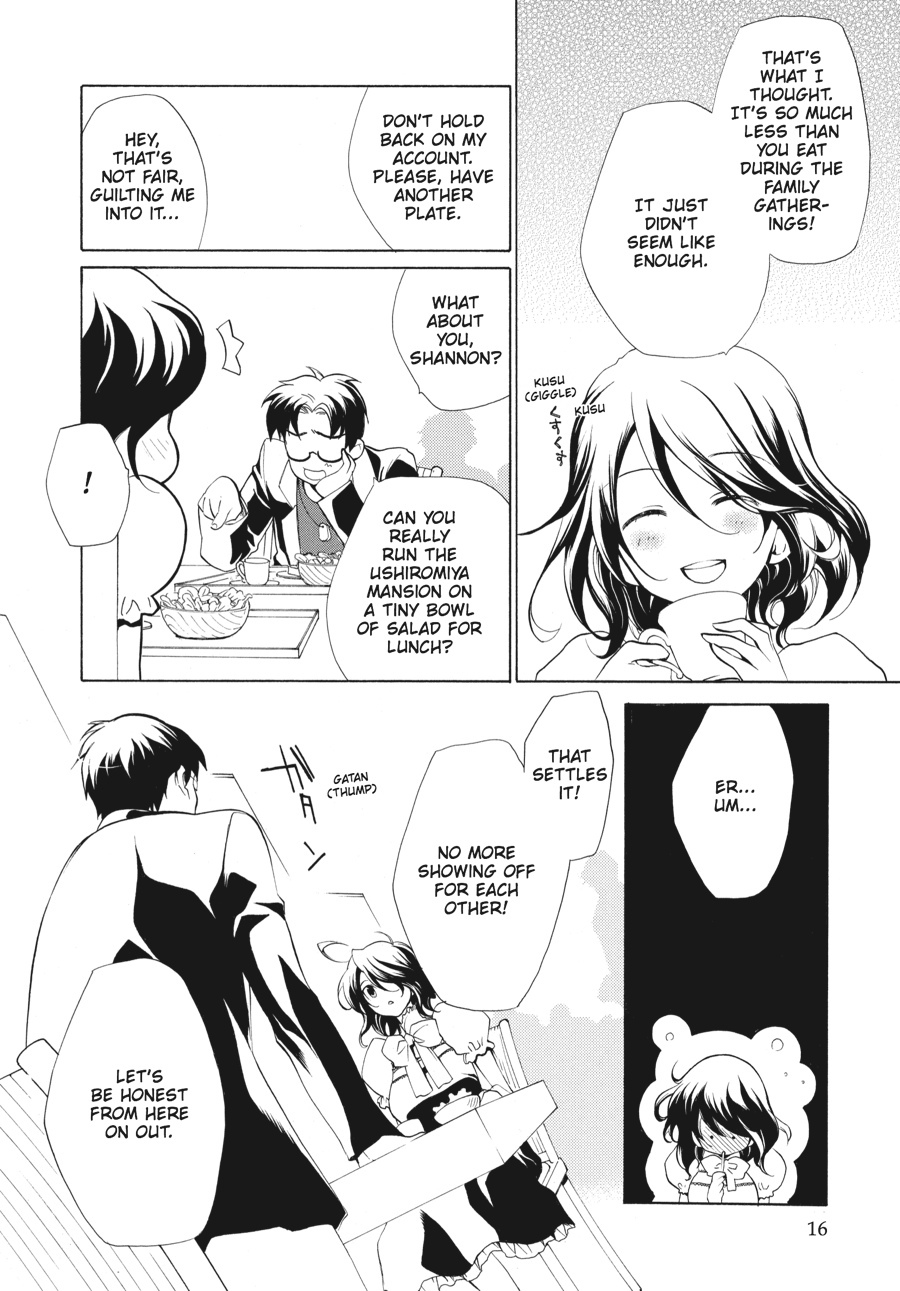 THAT'S
WHAT I
THOUGHT.
IT'S SO MUCH
LESS THAN
YOU EAT
DURING THE
FAMILY
GATHER-
INGS!
IT JUST
DIDN'T
SEEM LIKE
ENOUGH.
KUSU
(GIGGLE)
KUSU
くすくす
DON'T HOLD
BACK ON MY
ACCOUNT.
PLEASE, HAVE
ANOTHER
PLATE.
HEY,
THAT'S
NOT FAIR,
GUILTING ME
INTO IT...
WHAT
ABOUT
YOU,
SHANNON?
CAN YOU
REALLY
RUN THE
USHIROMIYA
MANSION ON
A TINY BOWL
OF SALAD FOR
LUNCH?
!
ER...
UM...
THAT
SETTLES
IT!
NO MORE
SHOWING OFF
FOR EACH
OTHER!
GATAN
(THUMP)
ガタン
LET'S
BE HONEST
FROM HERE
ON OUT.
16